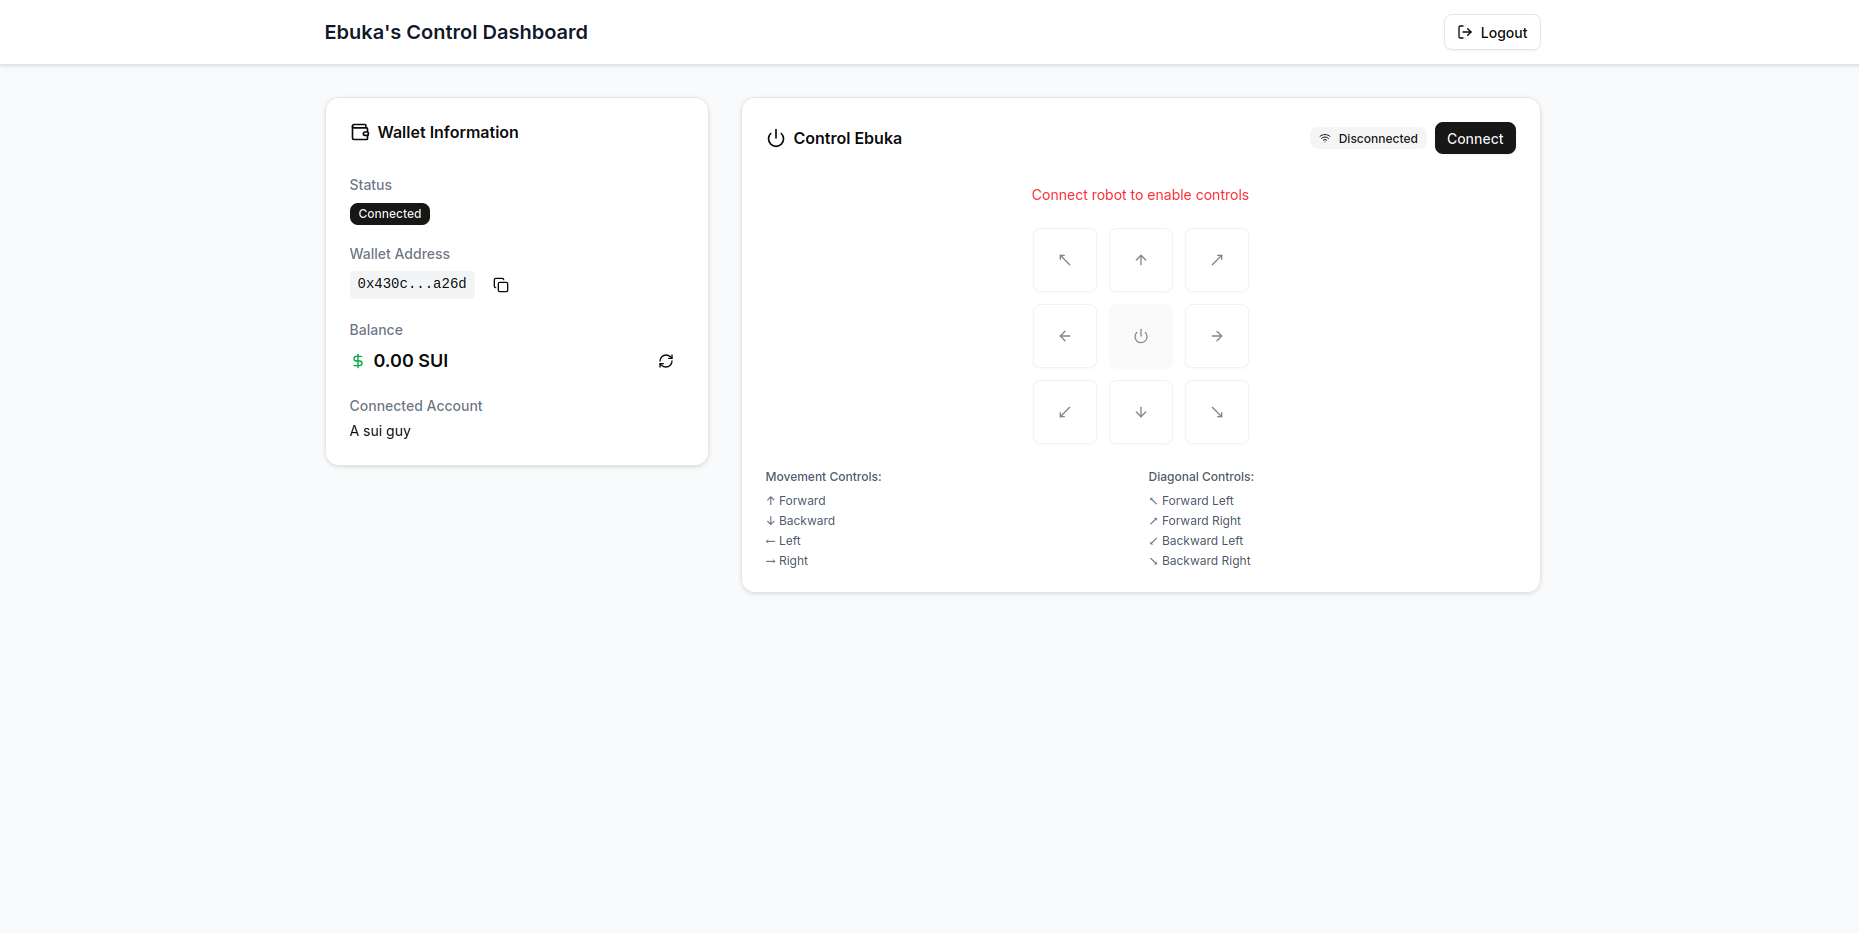 Ebuka's Control Dashboard
Logout
Wallet Information
Status
Connected
Wallet Address
0x430c...a26d
Balance
$ 0.00 SUI
Connected Account
A sui guy
Control Ebuka
Disconnected
Connect
Connect robot to enable controls
↖ ↑ ↗
← →
↙ ↓ ↘
Movement Controls:
↑ Forward
↓ Backward
← Left
→ Right
Diagonal Controls:
↖ Forward Left
↗ Forward Right
↙ Backward Left
↘ Backward Right